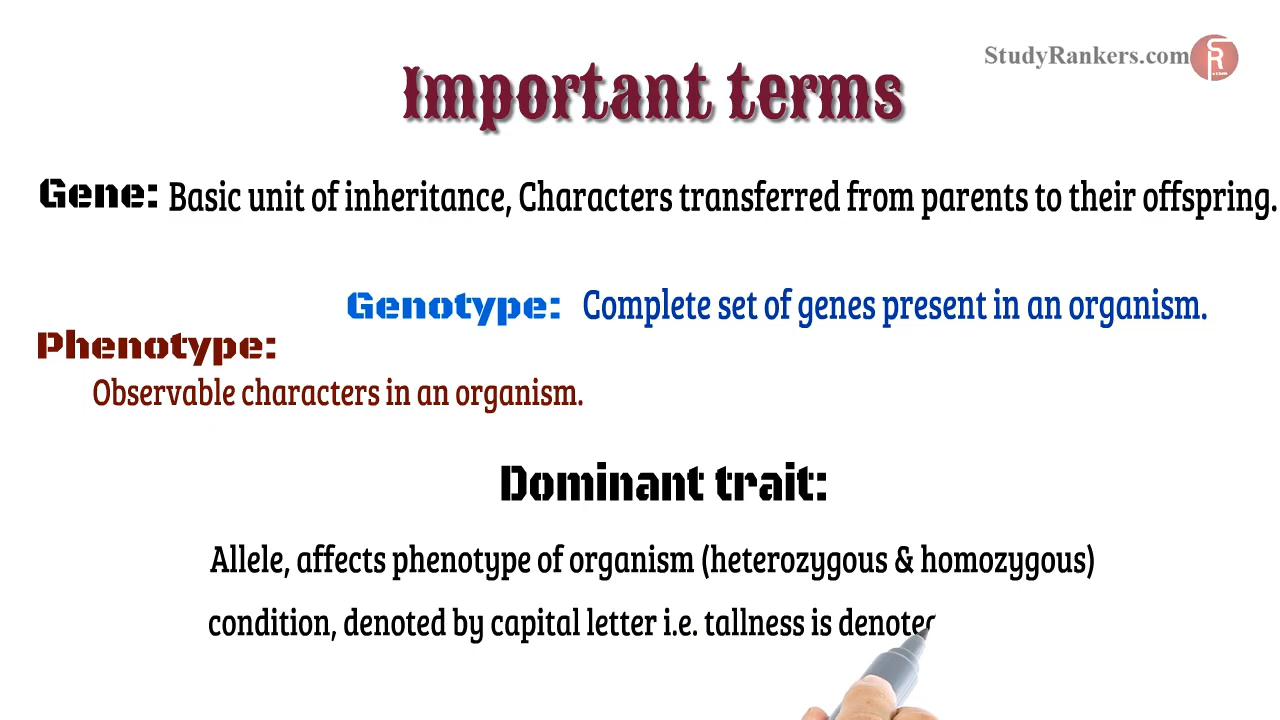 StudyRankers.com
Important terms
Gene: Basic unit of inheritance, Characters transferred from parents to their offspring.
Genotype: Complete set of genes present in an organism.
Phenotype:
Observable characters in an organism.
Dominant trait:
Allele, affects phenotype of organism (heterozygous & homozygous)
condition, denoted by capital letter i.e. tallness is